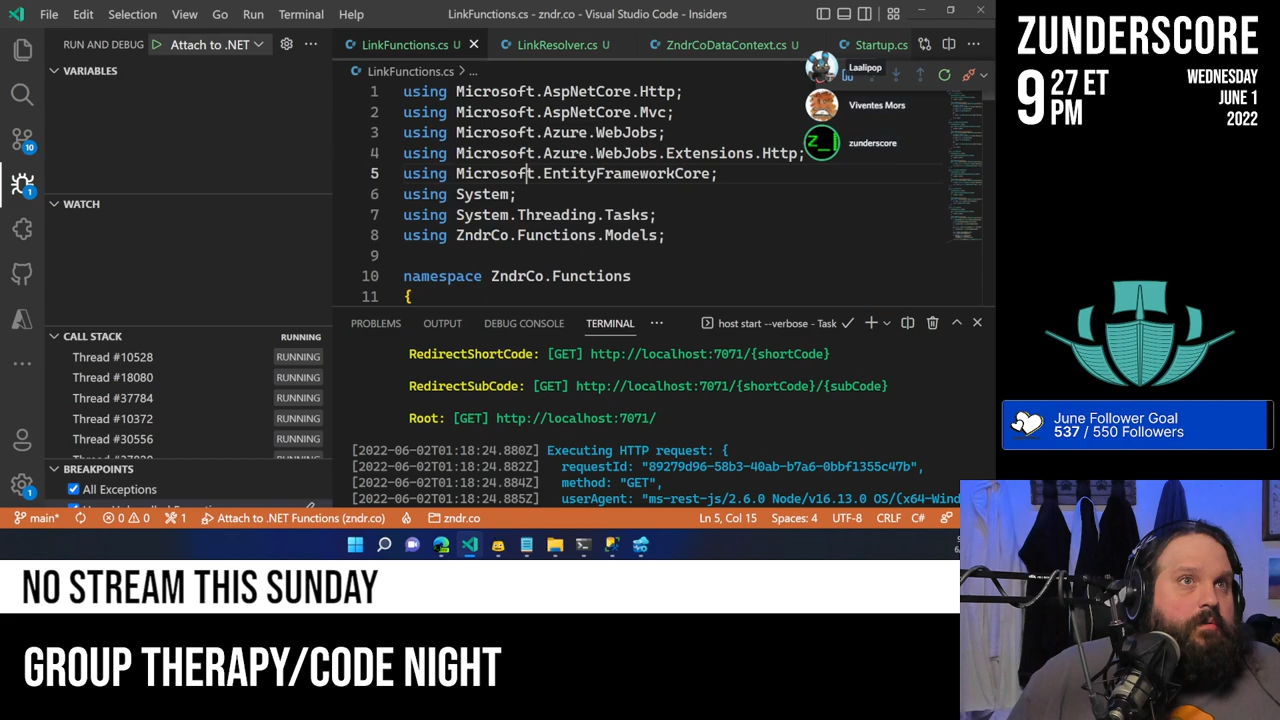 File Edit Selection View Go Run Terminal Help
LinkFunctions.cs - zndr.co - Visual Studio Code - Insiders
RUN AND DEBUG Attach to .NET
LinkFunctions.cs U
LinkResolver.cs U
ZndrCoDataContext.cs U
Startup.cs
LinkFunctions.cs > ...
VARIABLES
WATCH
CALL STACK RUNNING
Thread #10528 RUNNING
Thread #18080 RUNNING
Thread #37784 RUNNING
Thread #10372 RUNNING
Thread #30556 RUNNING
BREAKPOINTS
All Exceptions
10
1
1
1 using Microsoft.AspNetCore.Http;
2 using Microsoft.AspNetCore.Mvc;
3 using Microsoft.Azure.WebJobs;
4 using Microsoft.Azure.WebJobs.Extensions.Http;
5 using Microsoft.EntityFrameworkCore;
6 using System;
7 using System.Threading.Tasks;
8 using ZndrCo.Functions.Models;
9
10 namespace ZndrCo.Functions
11 {
Laalipop
Viventes Mors
zunderscore
PROBLEMS OUTPUT DEBUG CONSOLE TERMINAL ... host start --verbose - Task
RedirectShortCode: [GET] http://localhost:7071/{shortCode}
RedirectSubCode: [GET] http://localhost:7071/{shortCode}/{subCode}
Root: [GET] http://localhost:7071/
[2022-06-02T01:18:24.880Z] Executing HTTP request: {
[2022-06-02T01:18:24.882Z] requestId: "89279d96-58b3-40ab-b7a6-0bbf1355c47b",
[2022-06-02T01:18:24.884Z] method: "GET",
[2022-06-02T01:18:24.885Z] userAgent: "ms-rest-js/2.6.0 Node/v16.13.0 OS/(x64-Wind
main* 0 0 1 Attach to .NET Functions (zndr.co) zndr.co Ln 5, Col 15 Spaces: 4 UTF-8 CRLF C#
NO STREAM THIS SUNDAY
GROUP THERAPY/CODE NIGHT
ZUNDERSCORE
9 27 ET
PM
WEDNESDAY
JUNE 1
2022
June Follower Goal
537 / 550 Followers